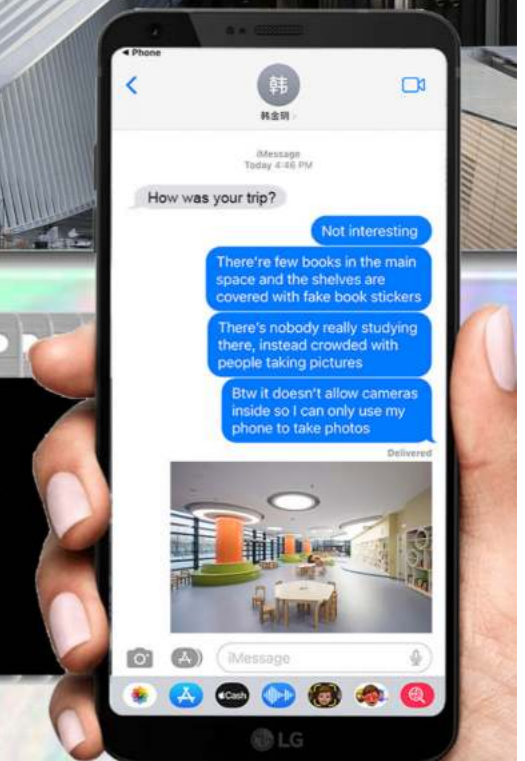 Phone
韩
韩金玥
iMessage
Today 4:46 PM
How was your trip?
Not interesting
There're few books in the main
space and the shelves are
covered with fake book stickers
There's nobody really studying
there, instead crowded with
people taking pictures
Btw it doesn't allow cameras
inside so I can only use my
phone to take photos
Delivered
iMessage
Cash
LG